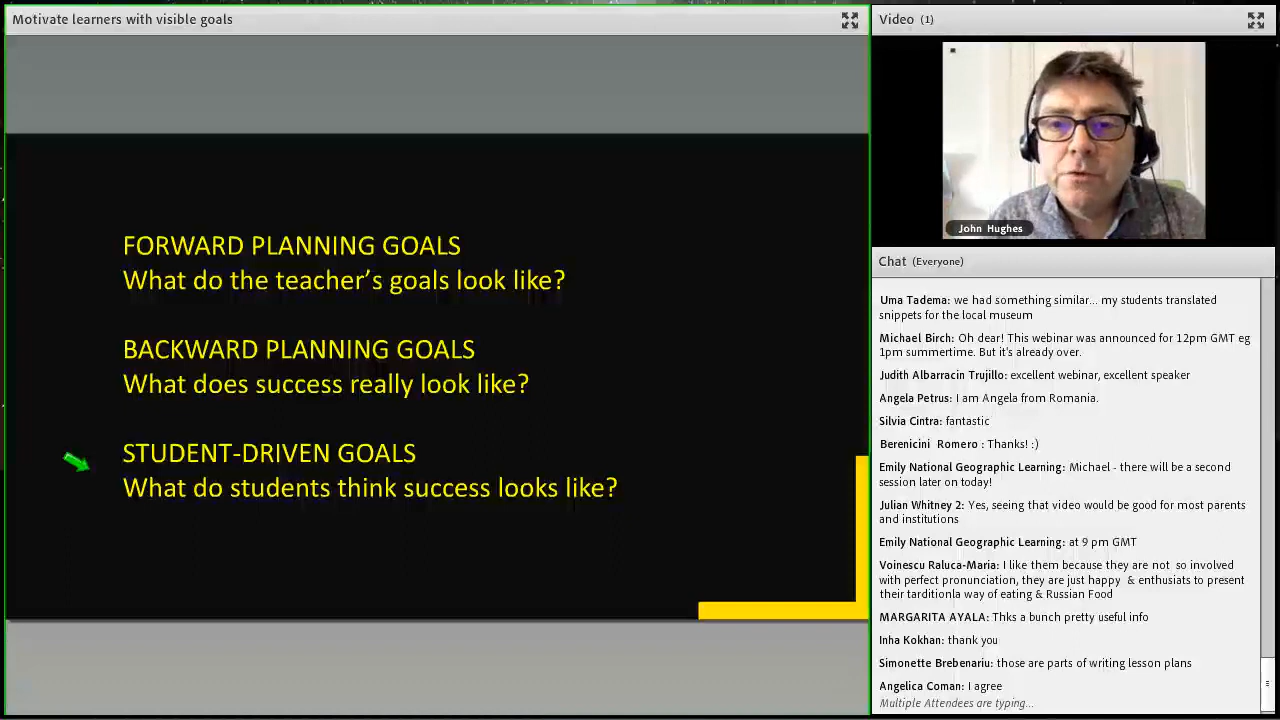 Motivate learners with visible goals
FORWARD PLANNING GOALS
What do the teacher’s goals look like?
BACKWARD PLANNING GOALS
What does success really look like?
STUDENT-DRIVEN GOALS
What do students think success looks like?
Video (1)
John Hughes
Chat (Everyone)
Uma Tadema: we had something similar... my students translated
snippets for the local museum
Michael Birch: Oh dear! This webinar was announced for 12pm GMT eg
1pm summertime. But it's already over.
Judith Albarracin Trujillo: excellent webinar, excellent speaker
Angela Petrus: I am Angela from Romania.
Silvia Cintra: fantastic
Berenicini Romero : Thanks! :)
Emily National Geographic Learning: Michael - there will be a second
session later on today!
Julian Whitney 2: Yes, seeing that video would be good for most parents
and institutions
Emily National Geographic Learning: at 9 pm GMT
Voinescu Raluca-Maria: I like them because they are not so involved
with perfect pronunciation, they are just happy & enthusiats to present
their tarditionla way of eating & Russian Food
MARGARITA AYALA: Thks a bunch pretty useful info
Inha Kokhan: thank you
Simonette Brebenariu: those are parts of writing lesson plans
Angelica Coman: I agree
Multiple Attendees are typing...